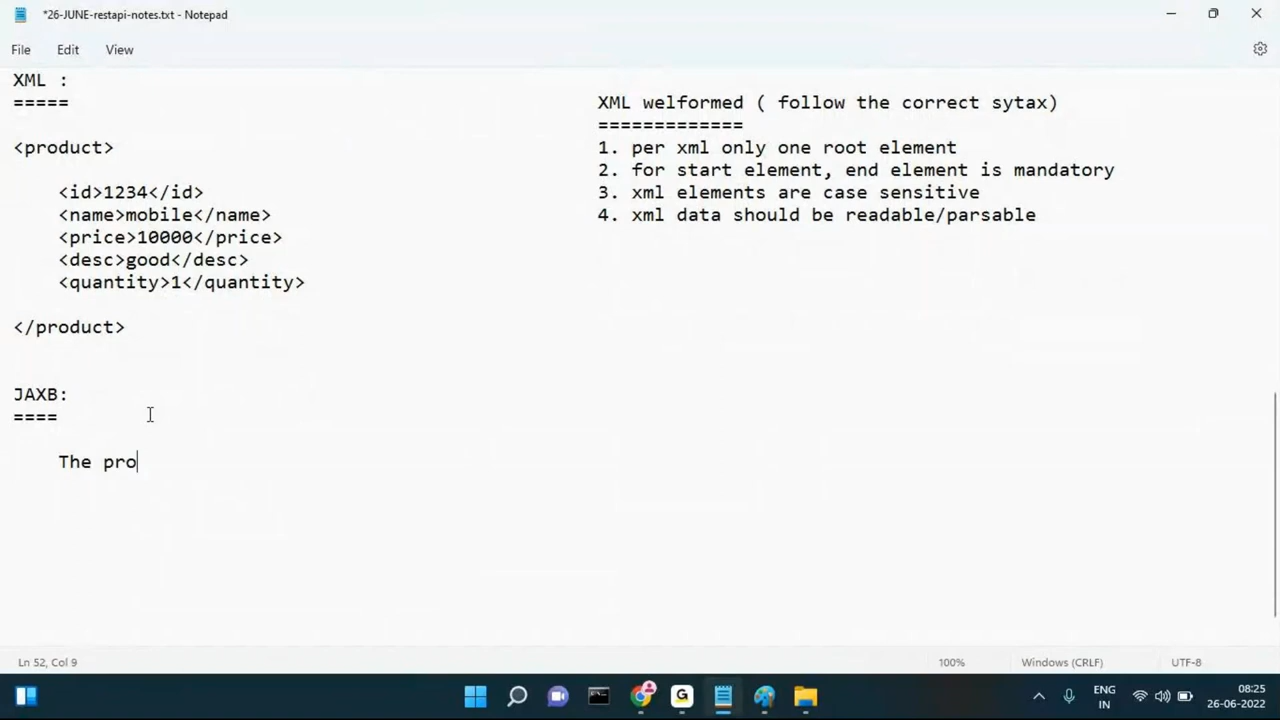 *26-JUNE-restapi-notes.txt - Notepad
File Edit View
XML :
=====
<product>
<id>1234</id>
<name>mobile</name>
<price>10000</price>
<desc>good</desc>
<quantity>1</quantity>
</product>
XML welformed ( follow the correct sytax)
=============
1. per xml only one root element
2. for start element, end element is mandatory
3. xml elements are case sensitive
4. xml data should be readable/parsable
JAXB:
====
The pro
Ln 52, Col 9 100% Windows (CRLF) UTF-8
G
ENG
IN
08:25
26-06-2022